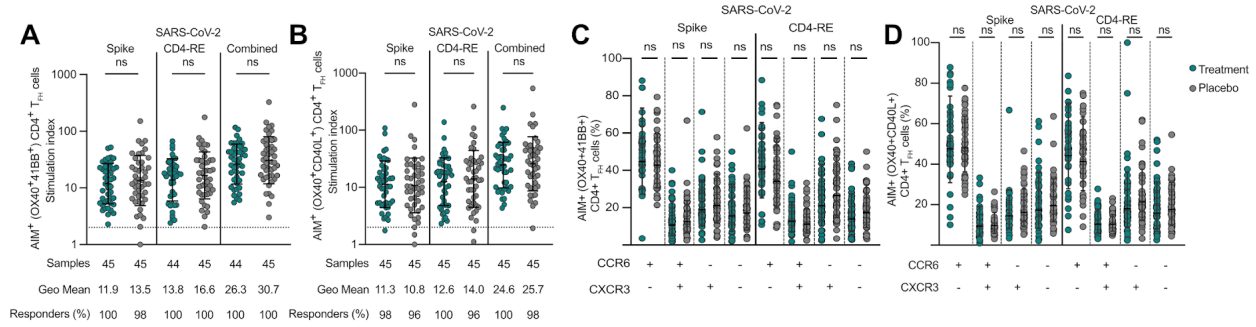 A
SARS-CoV-2
Spike CD4-RE Combined
ns ns ns
AIM⁺ (OX40⁺41BB⁺) CD4⁺ T_FH cells
Stimulation index
1000
100
10
1
Samples 45 45 44 45 44 45
Geo Mean 11.9 13.5 13.8 16.6 26.3 30.7
Responders (%) 100 98 100 100 100 100
B
SARS-CoV-2
Spike CD4-RE Combined
ns ns ns
AIM⁺ (OX40⁺CD40L⁺) CD4⁺ T_FH cells
Stimulation index
1000
100
10
1
Samples 45 45 45 45 45 45
Geo Mean 11.3 10.8 12.6 14.0 24.6 25.7
Responders (%) 98 96 100 96 100 98
C
SARS-CoV-2
Spike CD4-RE
ns ns ns ns ns ns ns ns
AIM+ (OX40+41BB+)
CD4+ T_FH cells (%)
100
80
60
40
20
CCR6 + + - - + + - -
CXCR3 - + + - - + + -
D
SARS-CoV-2
Spike CD4-RE
ns ns ns ns ns ns ns ns
AIM+ (OX40+CD40L+)
CD4+ T_FH cells (%)
100
80
60
40
20
CCR6 + + - - + + - -
CXCR3 - + + - - + + -
Treatment
Placebo